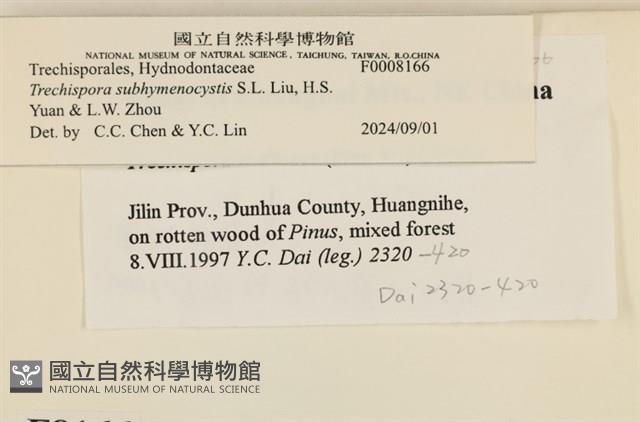 國立自然科學博物館
NATIONAL MUSEUM OF NATURAL SCIENCE, TAICHUNG, TAIWAN, R.O.CHINA
Trechisporales, Hydnodontaceae F0008166
Trechispora subhymenocystis S.L. Liu, H.S.
Yuan & L.W. Zhou
Det. by C.C. Chen & Y.C. Lin 2024/09/01
Jilin Prov., Dunhua County, Huangnihe,
on rotten wood of Pinus, mixed forest
8.VIII.1997 Y.C. Dai (leg.) 2320 -420
Dai 2320-420
國立自然科學博物館
NATIONAL MUSEUM OF NATURAL SCIENCE